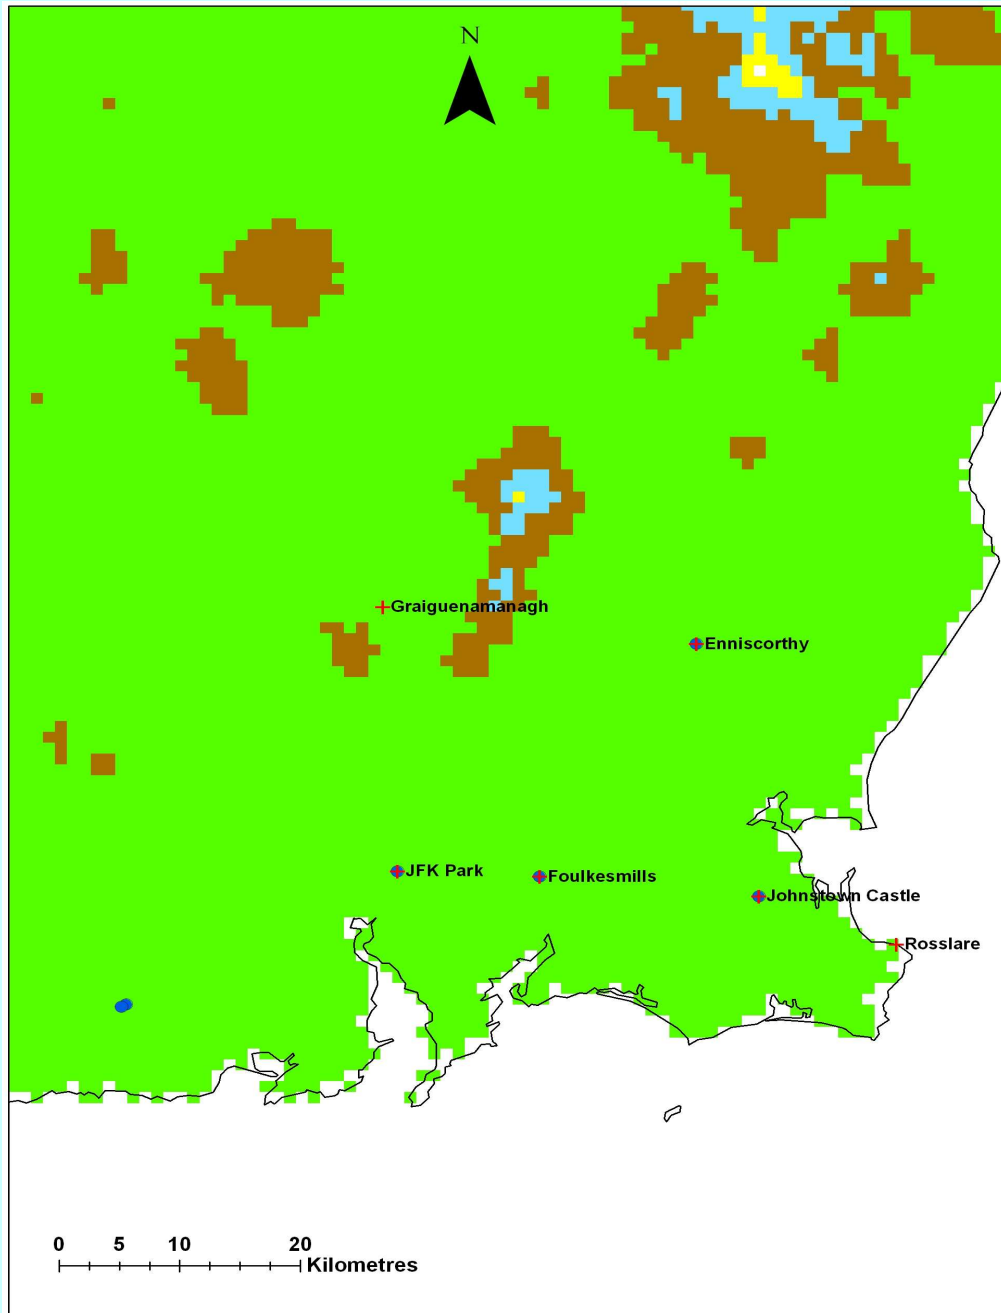 N
Graiguenamanagh
Enniscorthy
JFK Park
Foulkesmills
Johnstown Castle
Rosslare
0 5 10 20
Kilometres